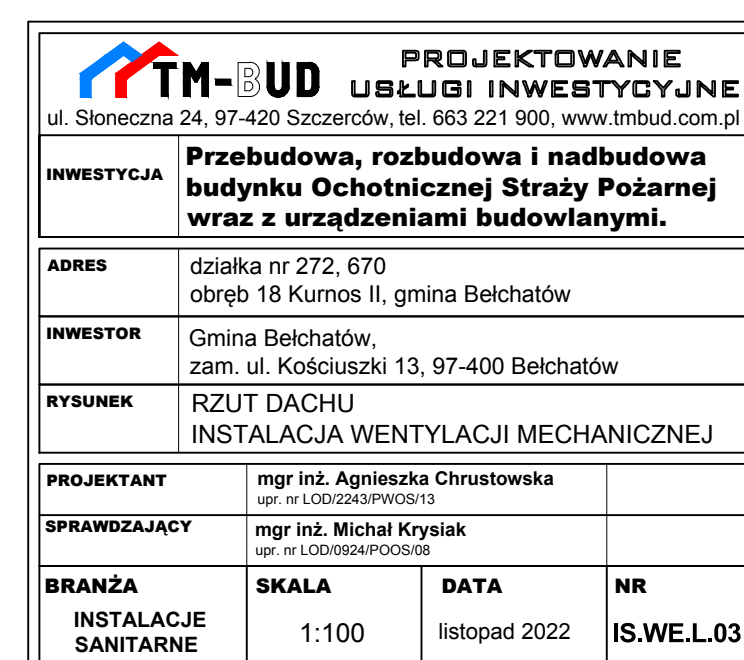 TM-BUD PROJEKTOWANIE
USŁUGI INWESTYCYJNE
ul. Słoneczna 24, 97-420 Szczerców, tel. 663 221 900, www.tmbud.com.pl
INWESTYCJA
Przebudowa, rozbudowa i nadbudowa
budynku Ochotnicznej Straży Pożarnej
wraz z urządzeniami budowlanymi.
ADRES
działka nr 272, 670
obręb 18 Kurnos II, gmina Bełchatów
INWESTOR
Gmina Bełchatów,
zam. ul. Kościuszki 13, 97-400 Bełchatów
RYSUNEK
RZUT DACHU
INSTALACJA WENTYLACJI MECHANICZNEJ
PROJEKTANT
mgr inż. Agnieszka Chrustowska
upr. nr LOD/2243/PWOS/13
SPRAWDZAJĄCY
mgr inż. Michał Krysiak
upr. nr LOD/0924/POOS/08
BRANŻA
INSTALACJE
SANITARNE
SKALA
1:100
DATA
listopad 2022
NR
IS.WE.L.03